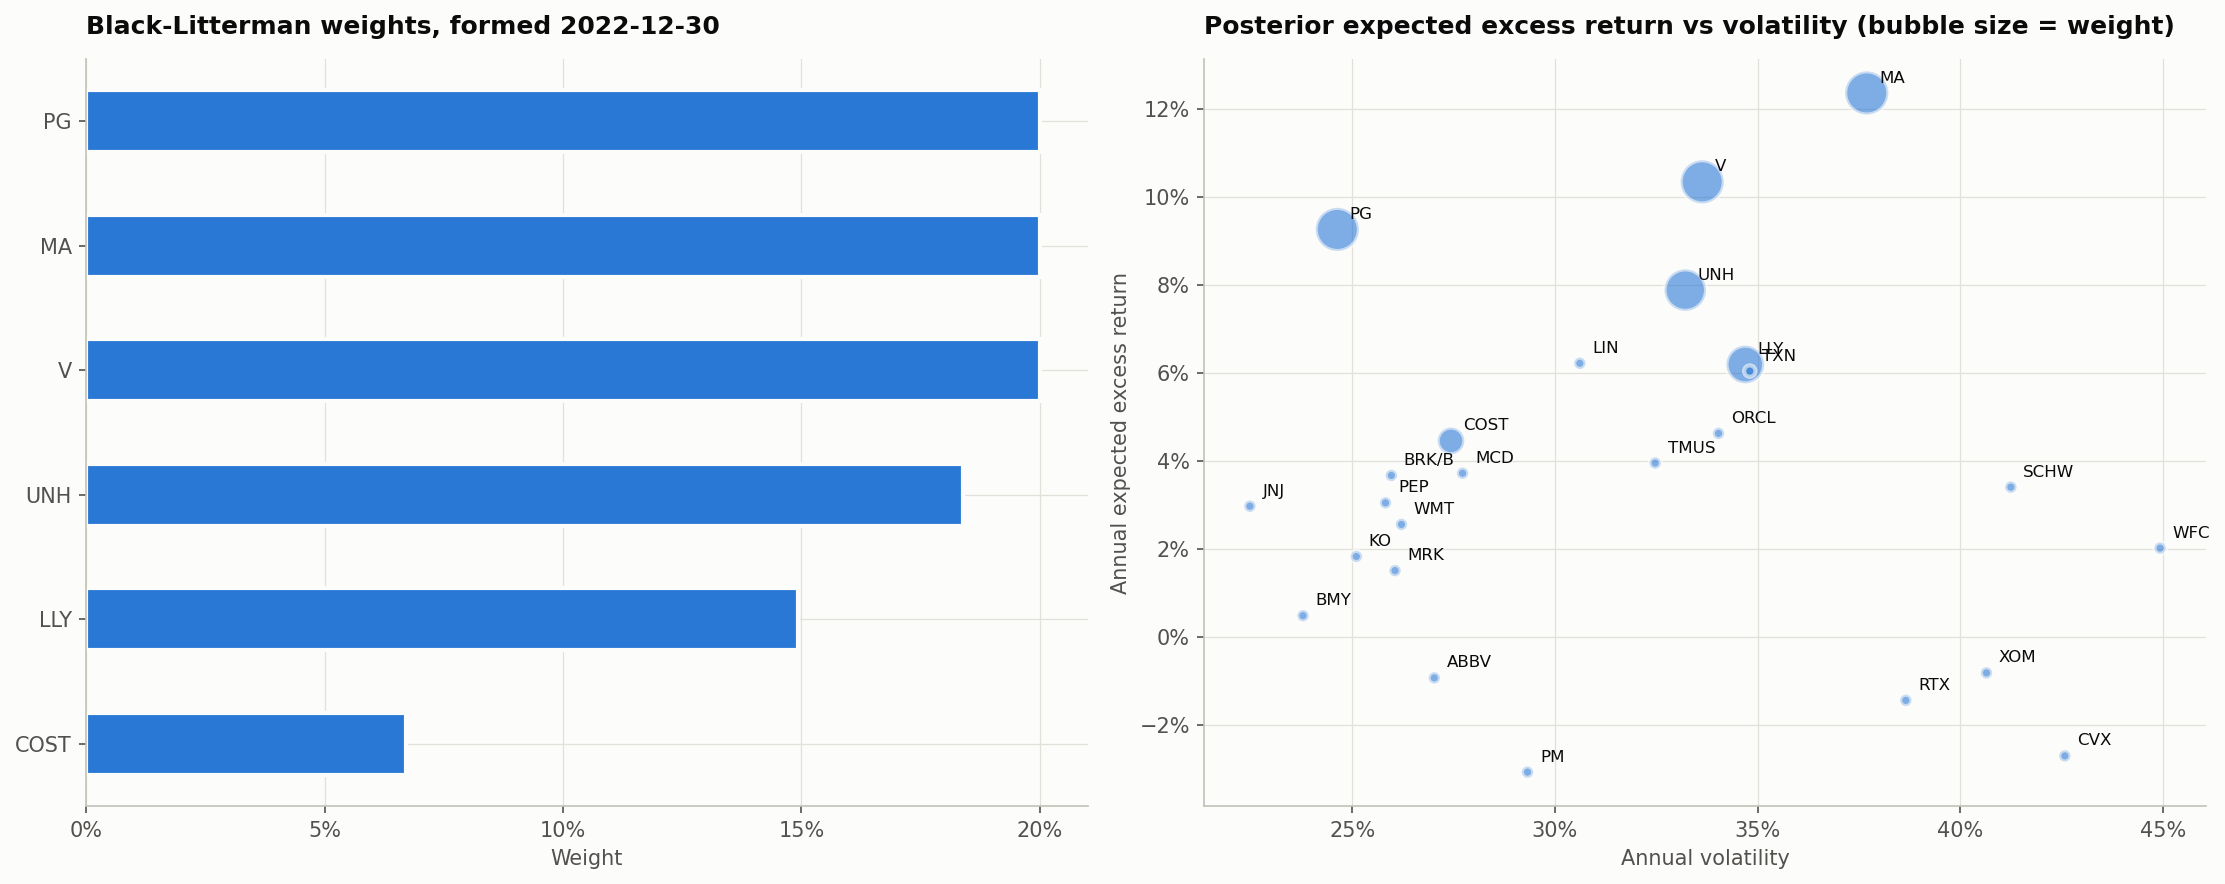 Black-Litterman weights, formed 2022-12-30
PG
MA
V
UNH
LLY
COST
0%
5%
10%
15%
20%
Weight
Posterior expected excess return vs volatility (bubble size = weight)
Annual expected excess return
12%
10%
8%
6%
4%
2%
0%
−2%
MA
V
PG
UNH
LIN
LLY
TXN
ORCL
COST
TMUS
BRK/B
MCD
SCHW
PEP
JNJ
WMT
WFC
KO
MRK
BMY
ABBV
XOM
RTX
CVX
PM
25%
30%
35%
40%
45%
Annual volatility